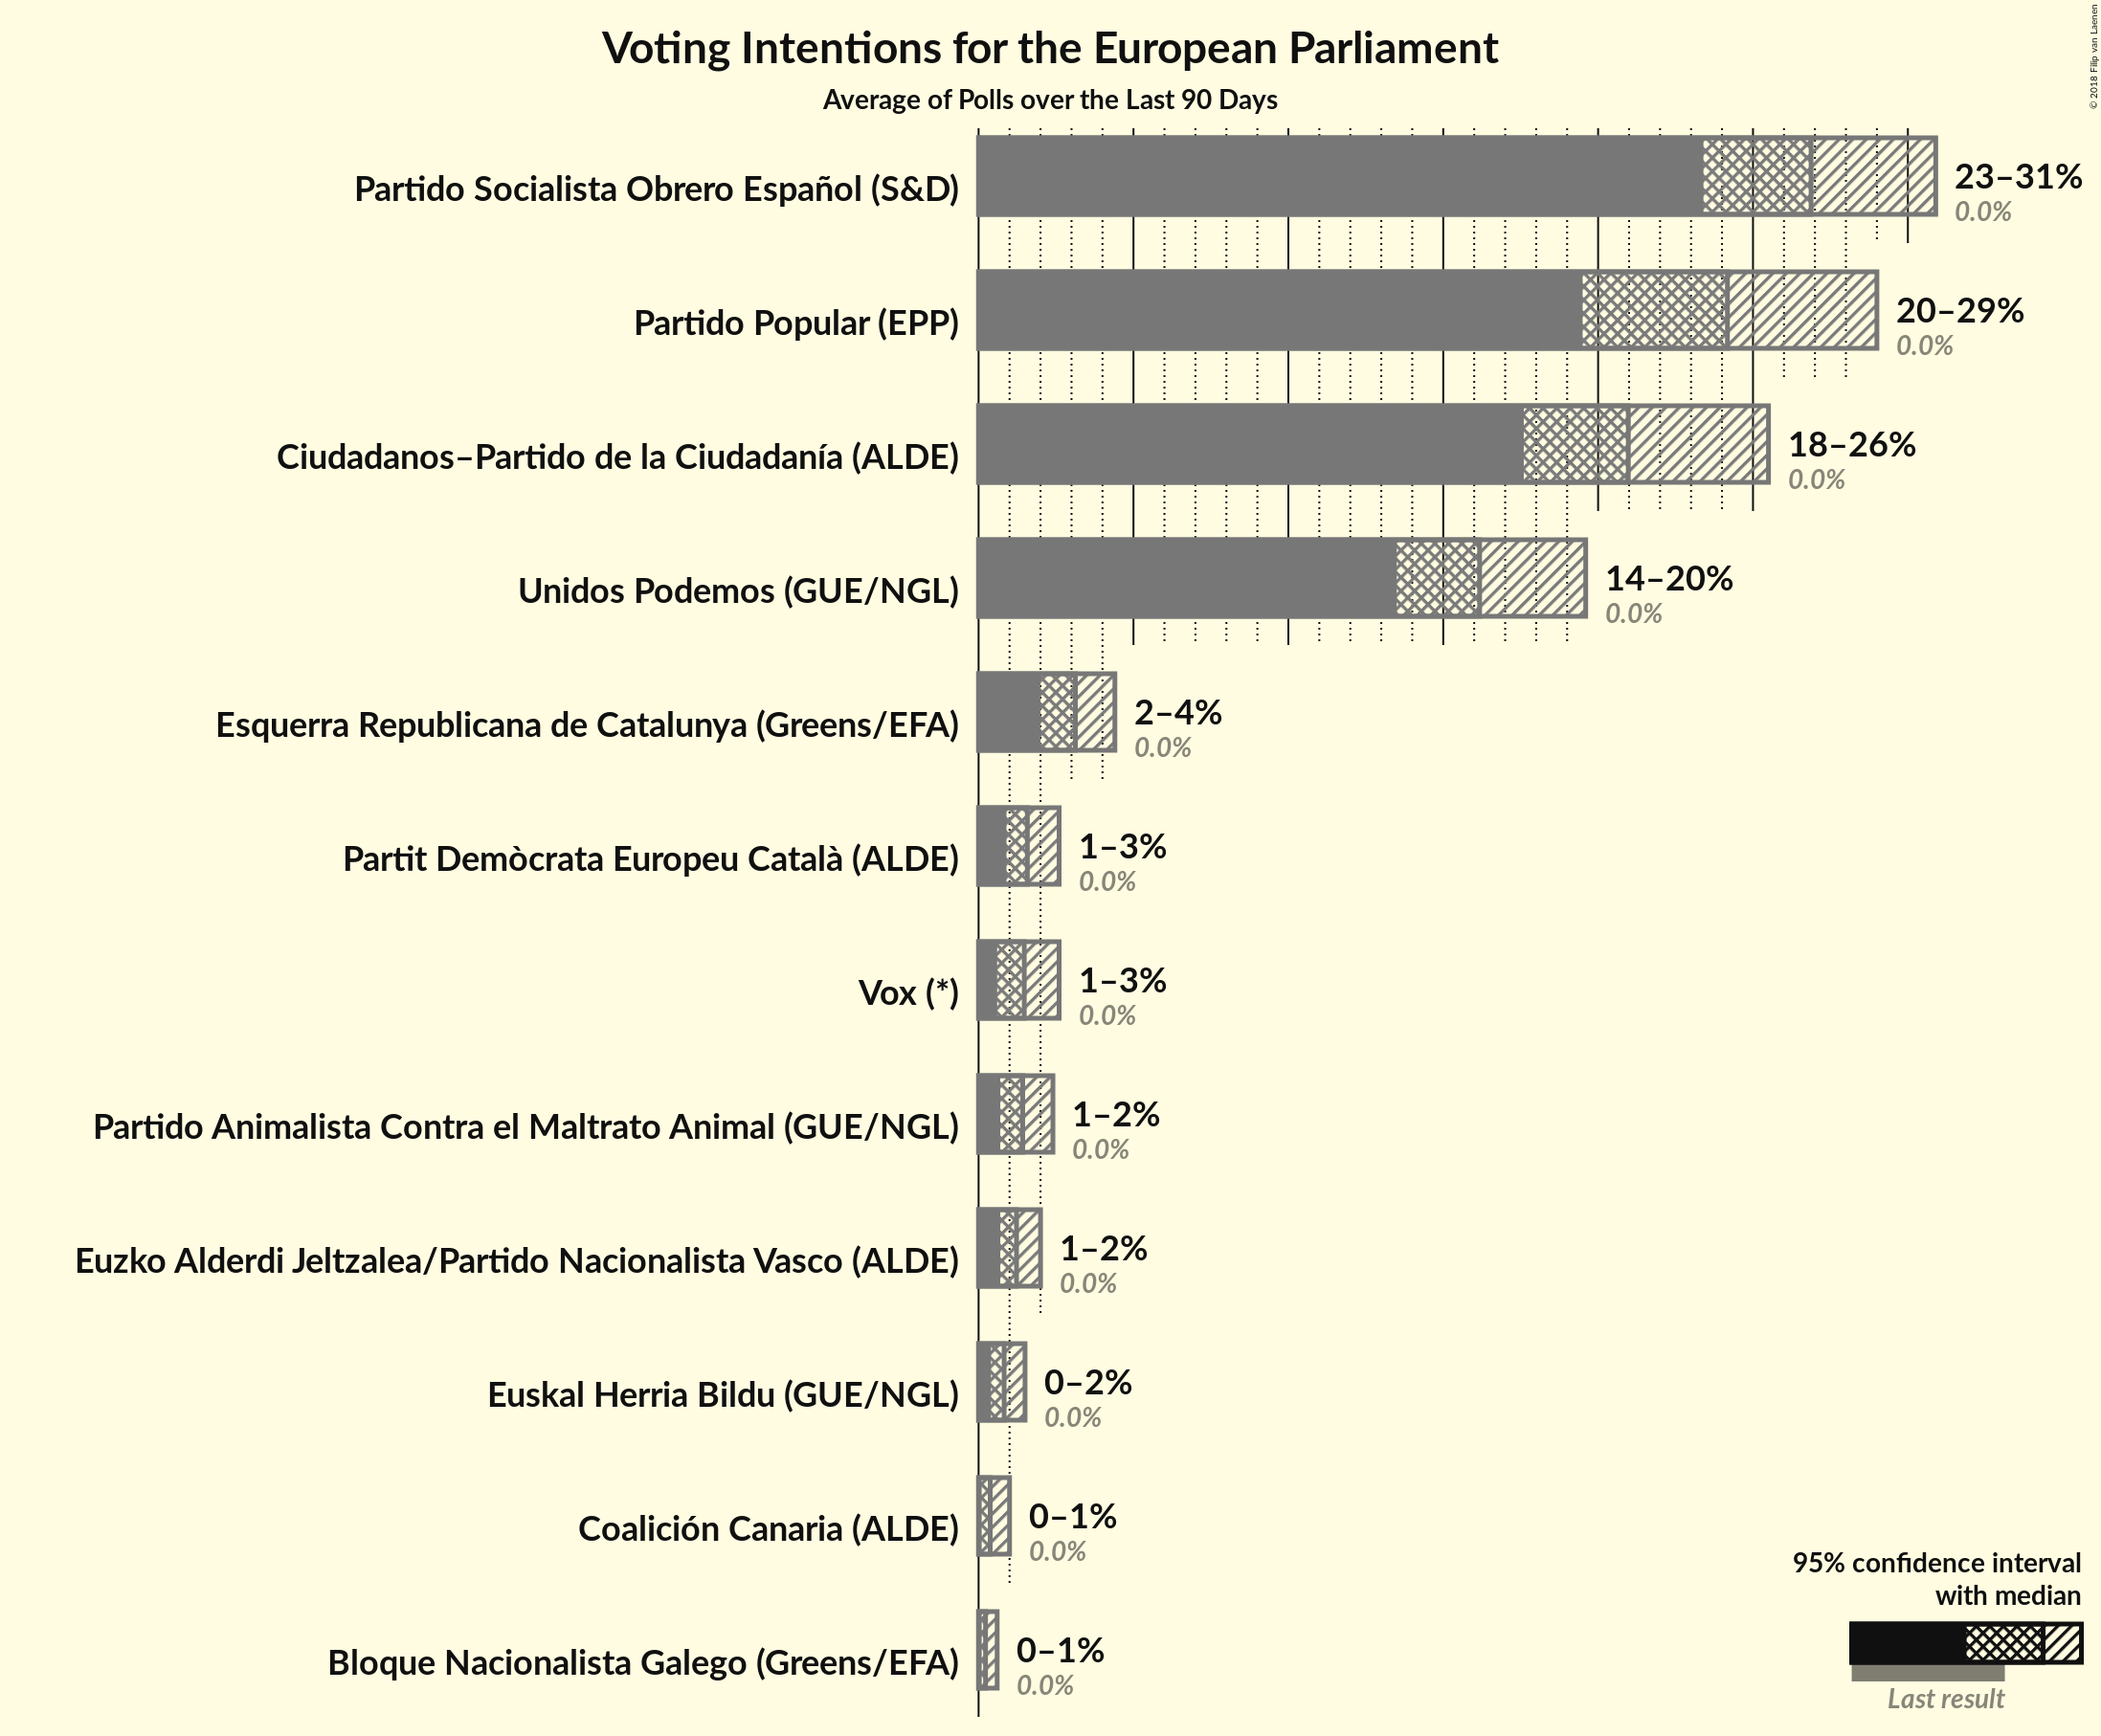 Voting Intentions for the European Parliament
Average of Polls over the Last 90 Days
© 2018 Filip van Laenen
Partido Socialista Obrero Español (S&D)
23–31%
0.0%
Partido Popular (EPP)
20–29%
0.0%
Ciudadanos–Partido de la Ciudadanía (ALDE)
18–26%
0.0%
Unidos Podemos (GUE/NGL)
14–20%
0.0%
Esquerra Republicana de Catalunya (Greens/EFA)
2–4%
0.0%
Partit Demòcrata Europeu Català (ALDE)
1–3%
0.0%
Vox (*)
1–3%
0.0%
Partido Animalista Contra el Maltrato Animal (GUE/NGL)
1–2%
0.0%
Euzko Alderdi Jeltzalea/Partido Nacionalista Vasco (ALDE)
1–2%
0.0%
Euskal Herria Bildu (GUE/NGL)
0–2%
0.0%
Coalición Canaria (ALDE)
0–1%
0.0%
Bloque Nacionalista Galego (Greens/EFA)
0–1%
0.0%
95% confidence interval
with median
Last result